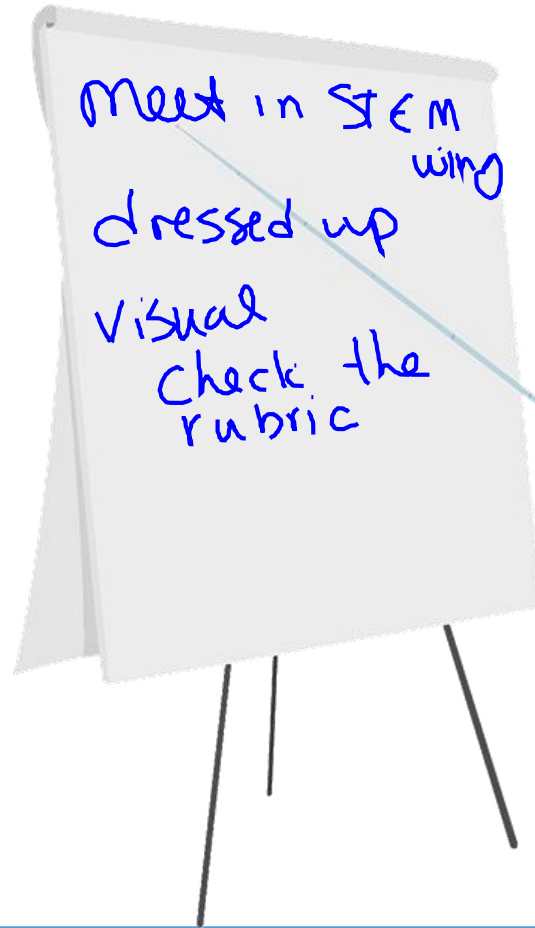 Meet in STEM
wing
dressed up
Visual
Check the
rubric